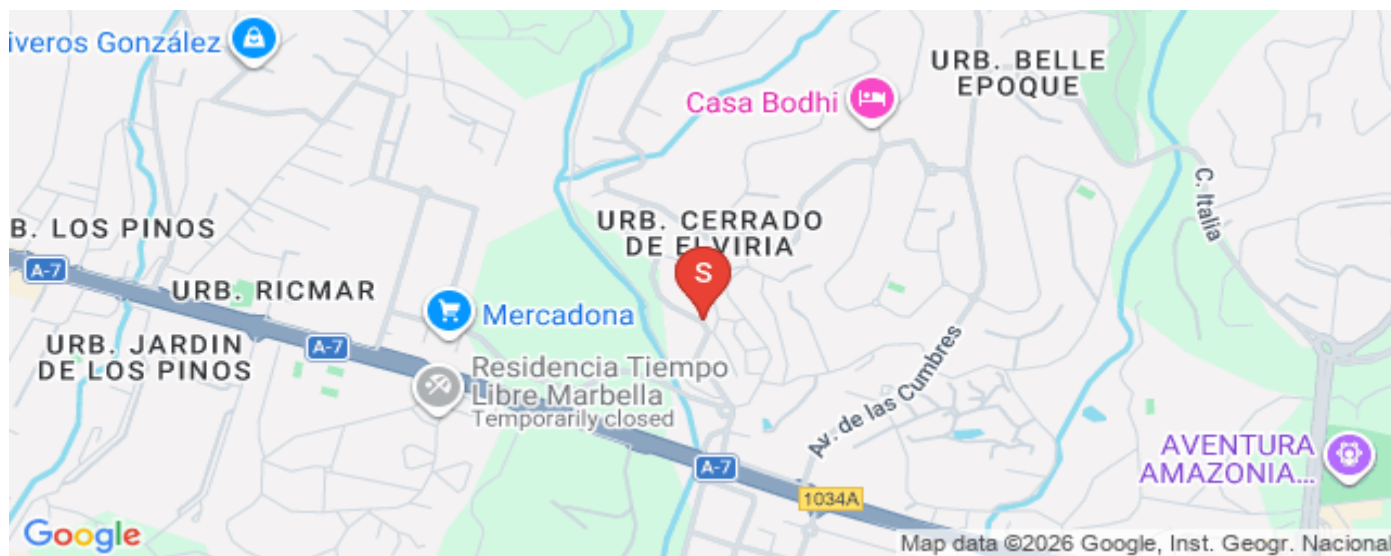 iveros González
URB. BELLE
EPOQUE
Casa Bodhi
C. Italia
URB. CERRADO
DE ELVIRIA
B. LOS PINOS
A-7
S
URB. RICMAR
Mercadona
URB. JARDIN
DE LOS PINOS
A-7
Residencia Tiempo
Libre Marbella
Temporarily closed
Av. de las Cumbres
AVENTURA
AMAZONIA...
A-7
1034A
Google
Map data ©2026 Google, Inst. Geogr. Nacional